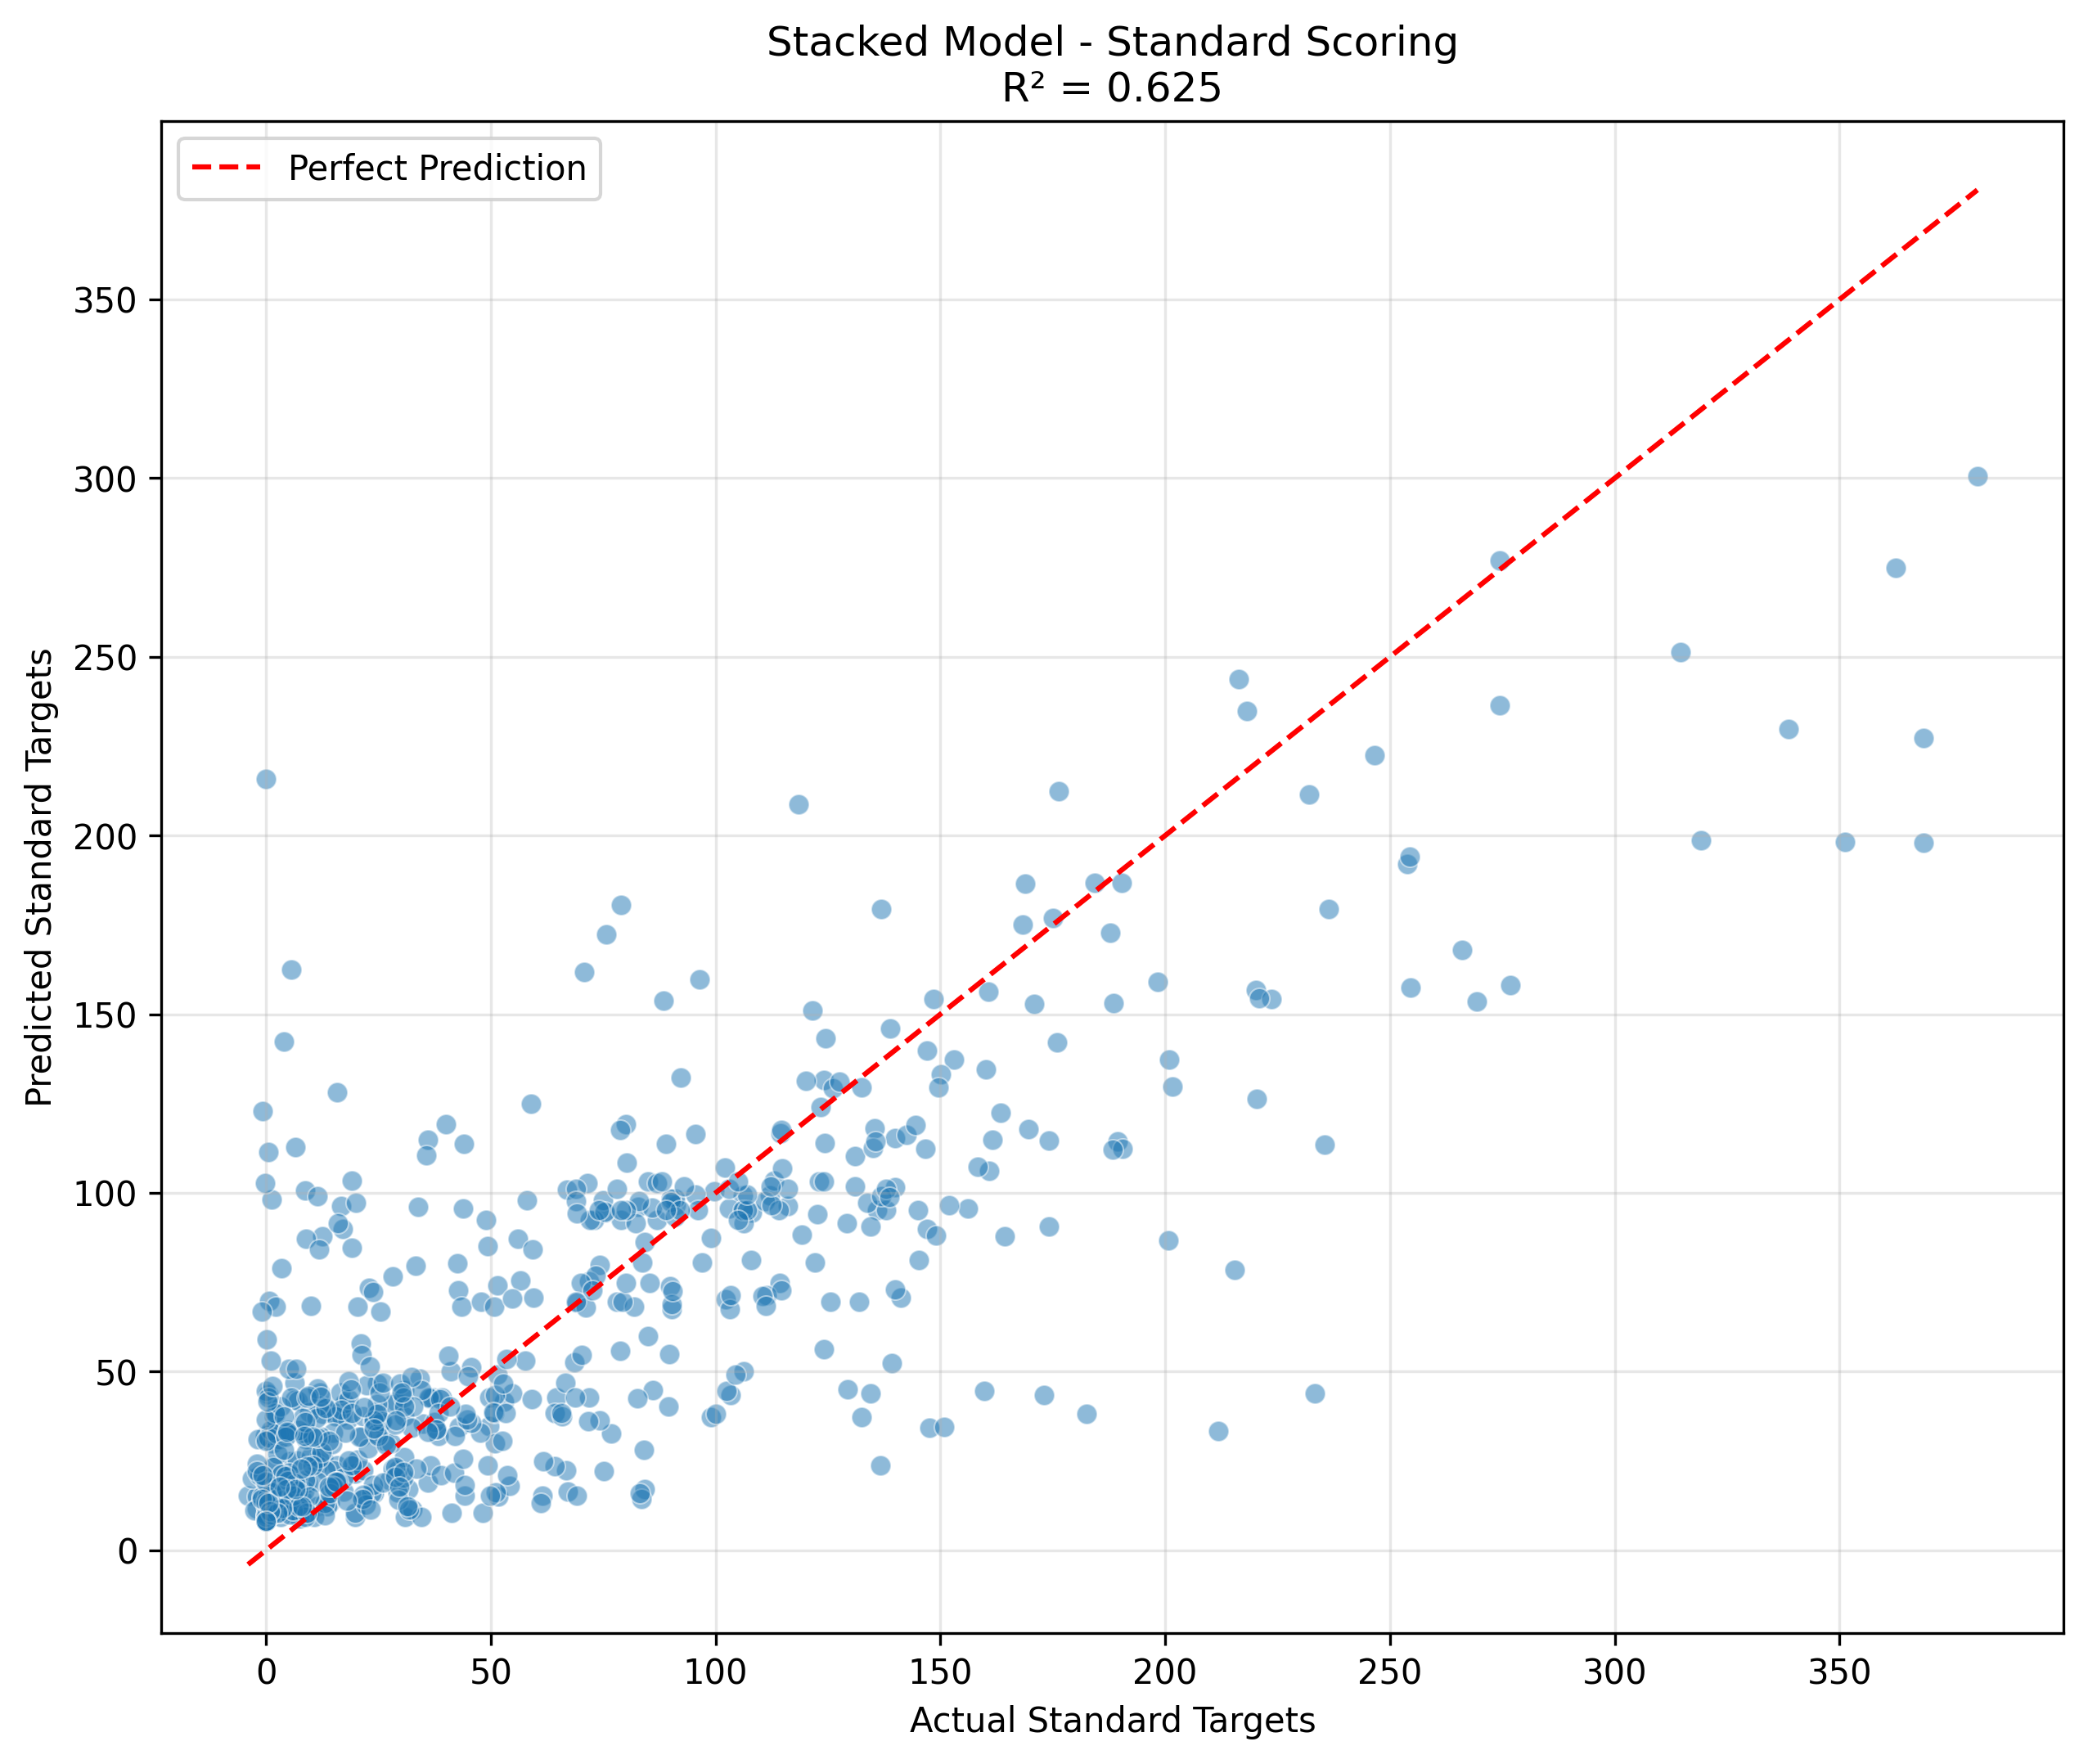 Stacked Model - Standard Scoring
R² = 0.625
Perfect Prediction
Predicted Standard Targets
350
300
250
200
150
100
50
0
0 50 100 150 200 250 300 350
Actual Standard Targets